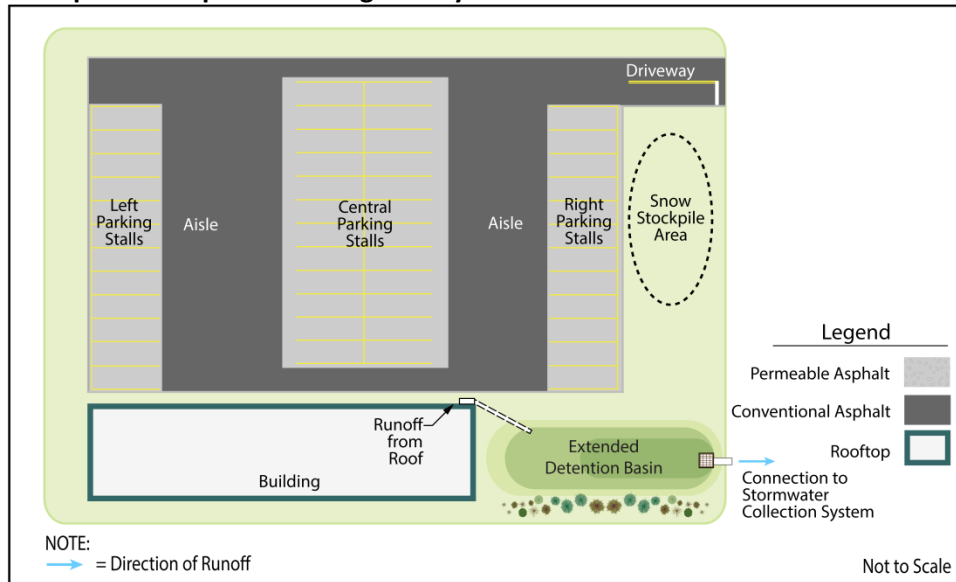 Driveway
Left
Parking
Stalls
Aisle
Central
Parking
Stalls
Aisle
Right
Parking
Stalls
Snow
Stockpile
Area
Legend
Permeable Asphalt
Conventional Asphalt
Rooftop
Runoff
from
Roof
Building
Extended
Detention Basin
Connection to
Stormwater
Collection System
NOTE:
= Direction of Runoff
Not to Scale